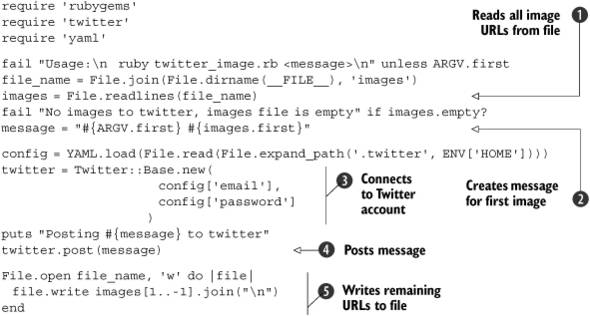 require 'rubygems'
require 'twitter'
require 'yaml'
Reads all image ❶
URLs from file
fail "Usage:\n ruby twitter_image.rb <message>\n" unless ARGV.first
file_name = File.join(File.dirname(__FILE__), 'images')
images = File.readlines(file_name)
fail "No images to twitter, images file is empty" if images.empty?
message = "#{ARGV.first} #{images.first}"
config = YAML.load(File.read(File.expand_path('.twitter', ENV['HOME'])))
twitter = Twitter::Base.new(
config['email'],
config['password']
)
❸ Connects
to Twitter
account
Creates message
for first image ❷
puts "Posting #{message} to twitter"
twitter.post(message)
❹ Posts message
File.open file_name, 'w' do |file|
file.write images[1..-1].join("\n")
end
❺ Writes remaining
URLs to file